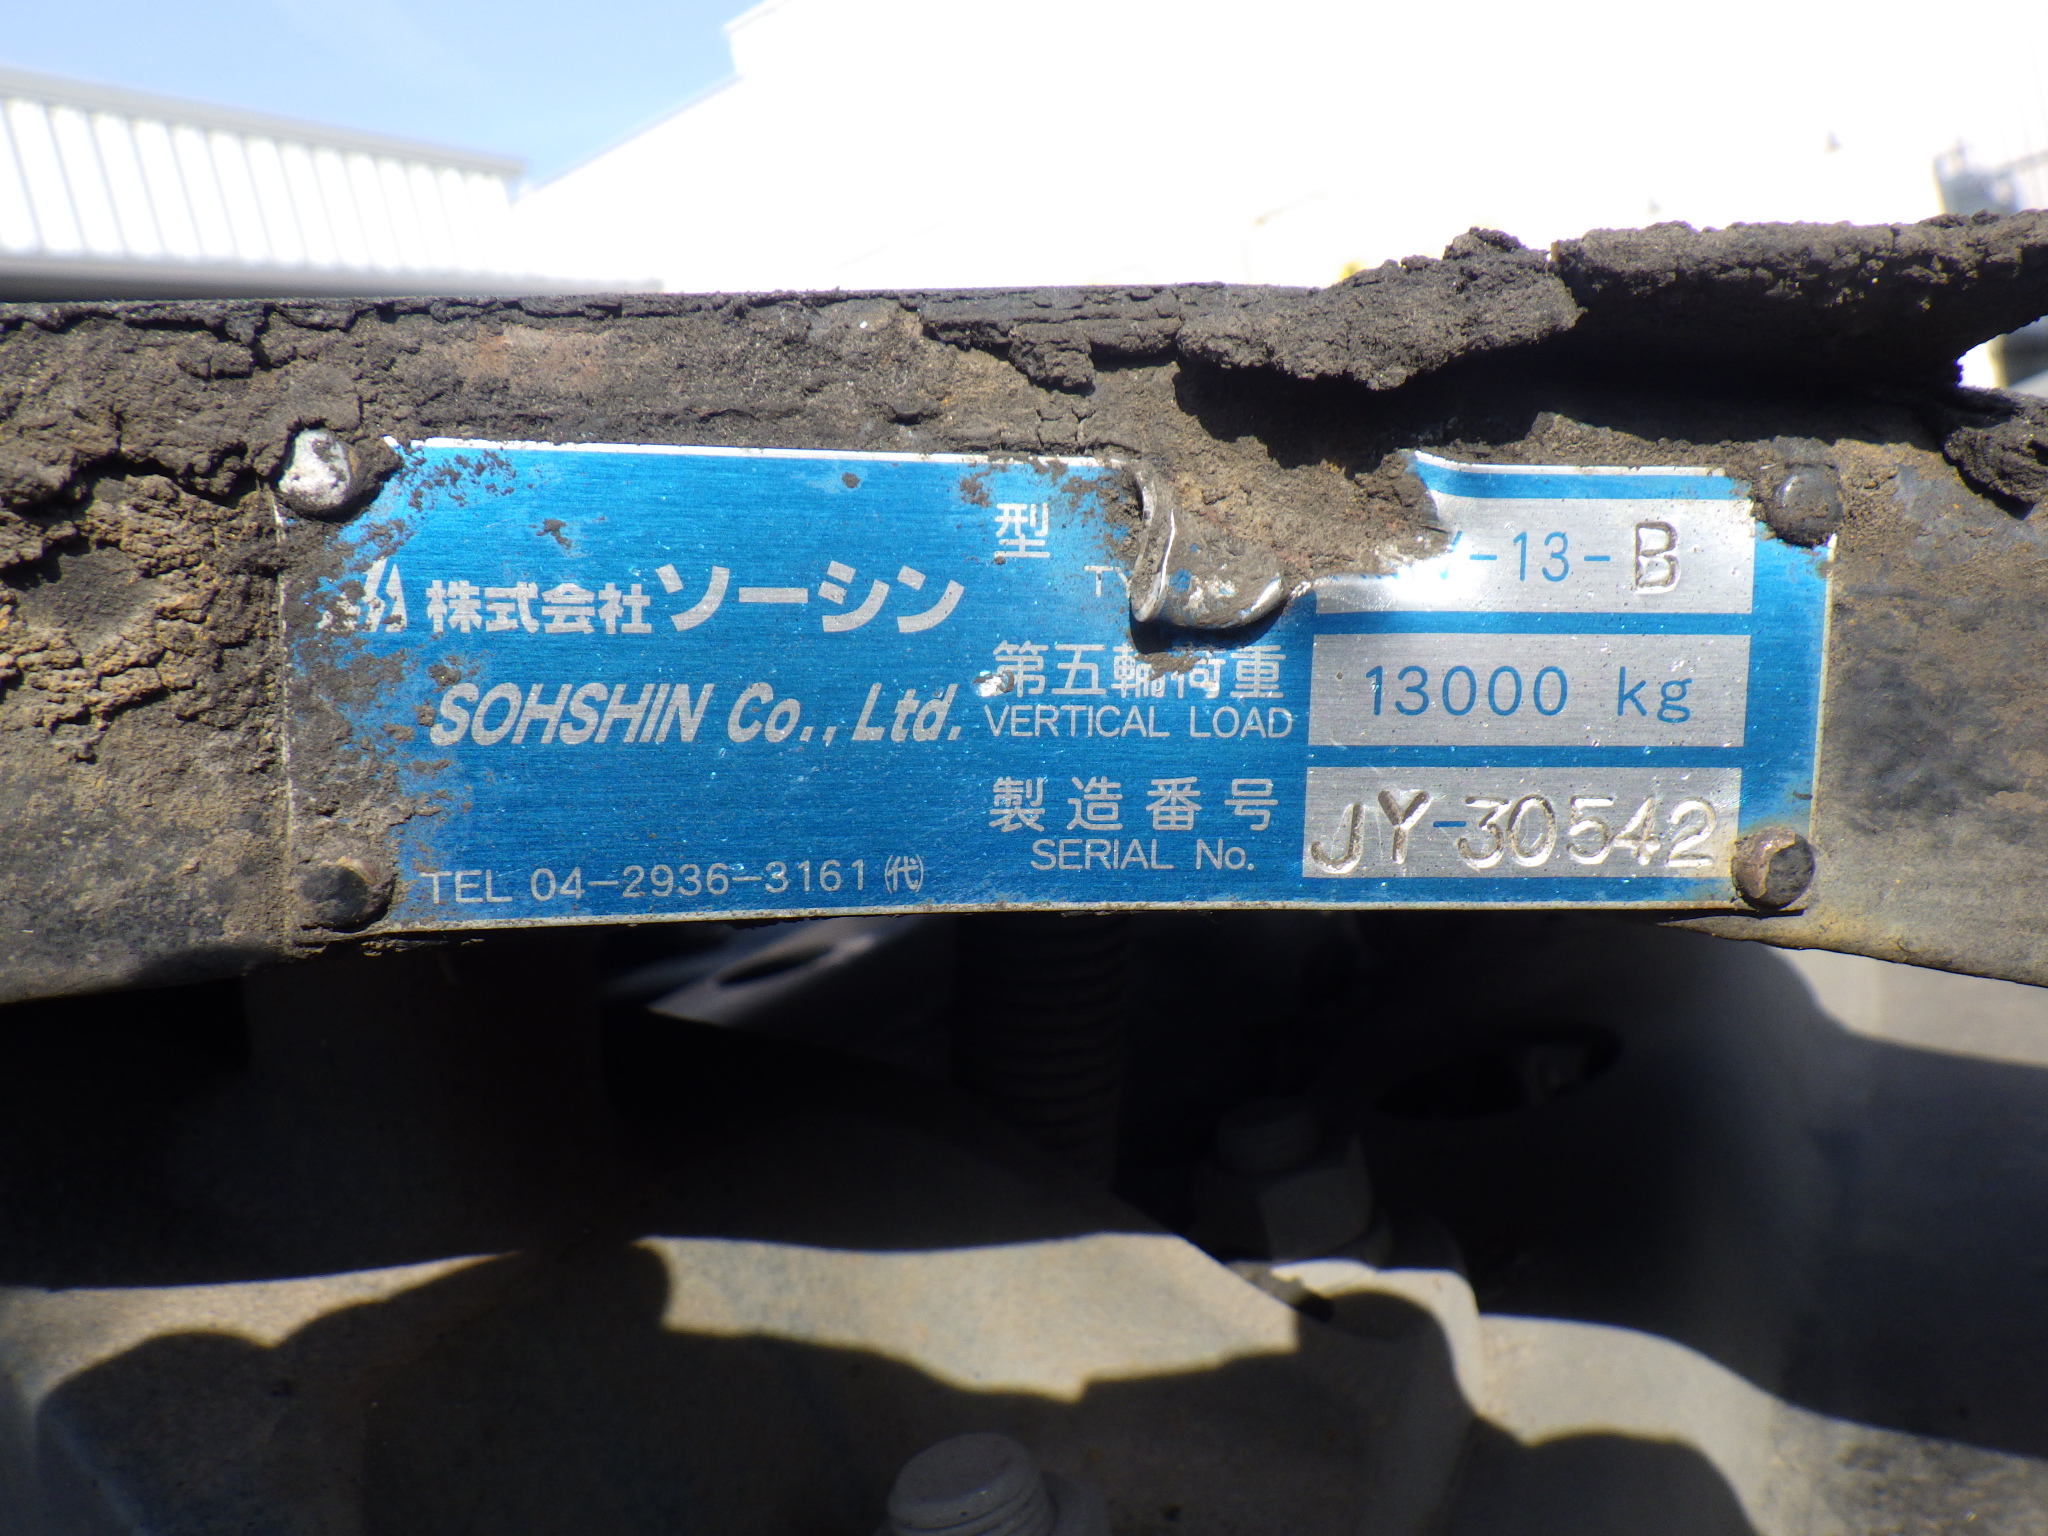 株式会社ソーシン
SOHSHIN Co., Ltd.
TEL 04-2936-3161 ㈹
型
-13-B
第五輪荷重
VERTICAL LOAD
13000 kg
製造番号
SERIAL No.
JY-30542